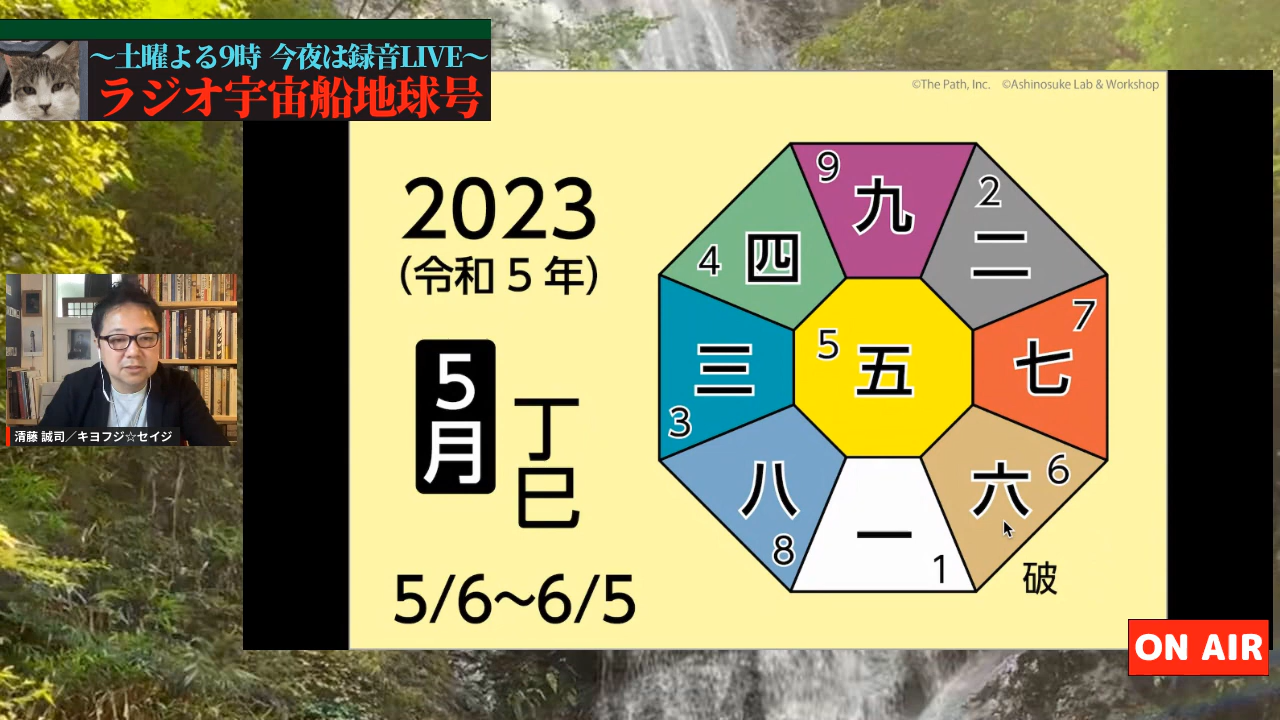 ～土曜よる9時 今夜は録音LIVE～
ラジオ宇宙船地球号
©The Path, Inc. ©Ashinosuke Lab & Workshop
2023
(令和5年)
5月
丁巳
5/6～6/5
9 九
2 二
4 四
7 七
5 五
三 3
六 6
八 8
一 1
破
清藤 誠司／キヨフジ☆セイジ
ON AIR